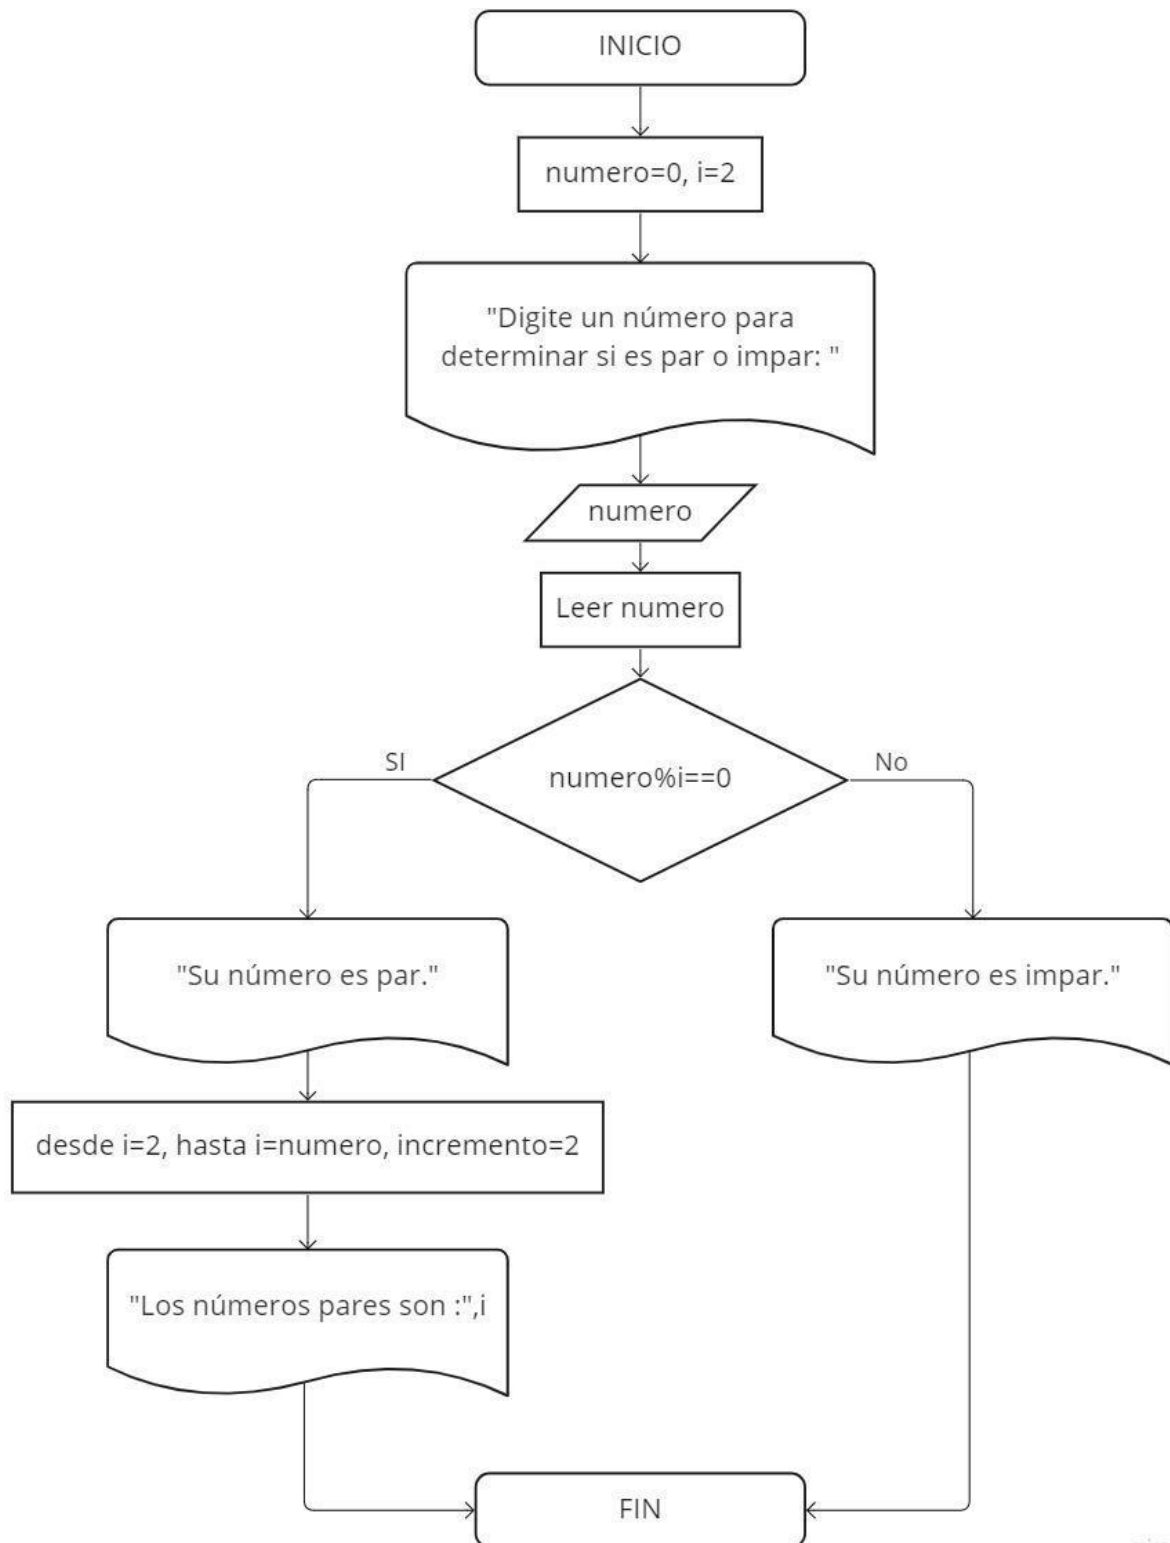 INICIO
numero=0, i=2
"Digite un número para
determinar si es par o impar: "
numero
Leer numero
numero%i==0
SI
No
"Su número es par."
"Su número es impar."
desde i=2, hasta i=numero, incremento=2
"Los números pares son :",i
FIN